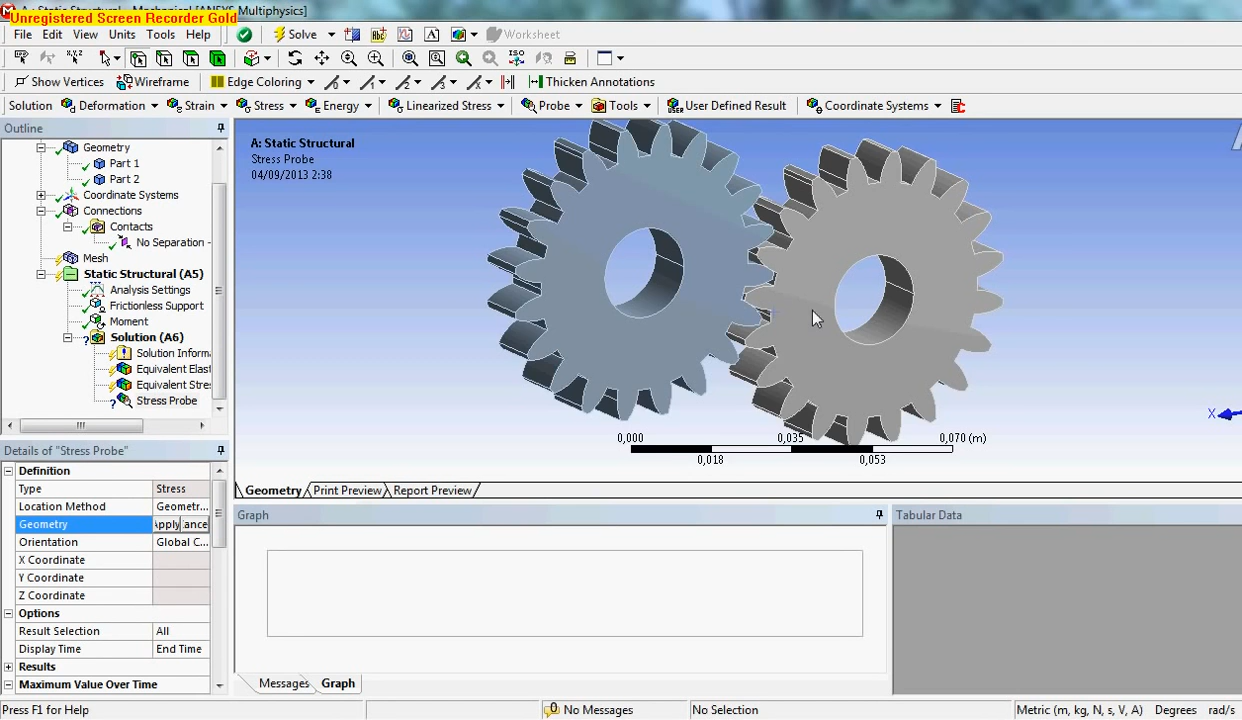 A : Static Structural - Mechanical [ANSYS Multiphysics]
Unregistered Screen Recorder Gold
File Edit View Units Tools Help Solve Worksheet
Show Vertices Wireframe Edge Coloring Thicken Annotations
Solution Deformation Strain Stress Energy Linearized Stress Probe Tools User Defined Result Coordinate Systems
Outline
Geometry
Part 1
Part 2
Coordinate Systems
Connections
Contacts
No Separation -
Mesh
Static Structural (A5)
Analysis Settings
Frictionless Support
Moment
Solution (A6)
Solution Inform
Equivalent Elast
Equivalent Stres
Stress Probe
Details of "Stress Probe"
Definition
Type Stress
Location Method Geometr...
Geometry Apply Cance
Orientation Global C...
X Coordinate
Y Coordinate
Z Coordinate
Options
Result Selection All
Display Time End Time
Results
Maximum Value Over Time
A: Static Structural
Stress Probe
04/09/2013 2:38
X
0,000 0,035 0,070 (m)
0,018 0,053
Geometry Print Preview Report Preview
Graph
Tabular Data
Messages Graph
Press F1 for Help 0 No Messages No Selection Metric (m, kg, N, s, V, A) Degrees rad/s